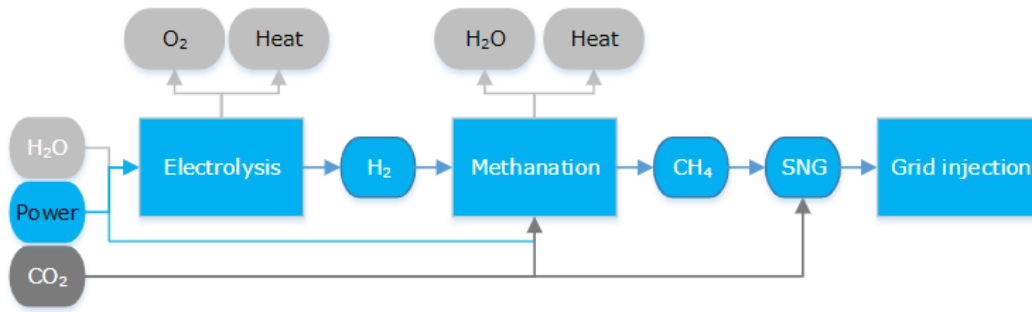 O₂
Heat
H₂O
Heat
H₂O
Electrolysis
H₂
Methanation
CH₄
SNG
Grid injection
Power
CO₂